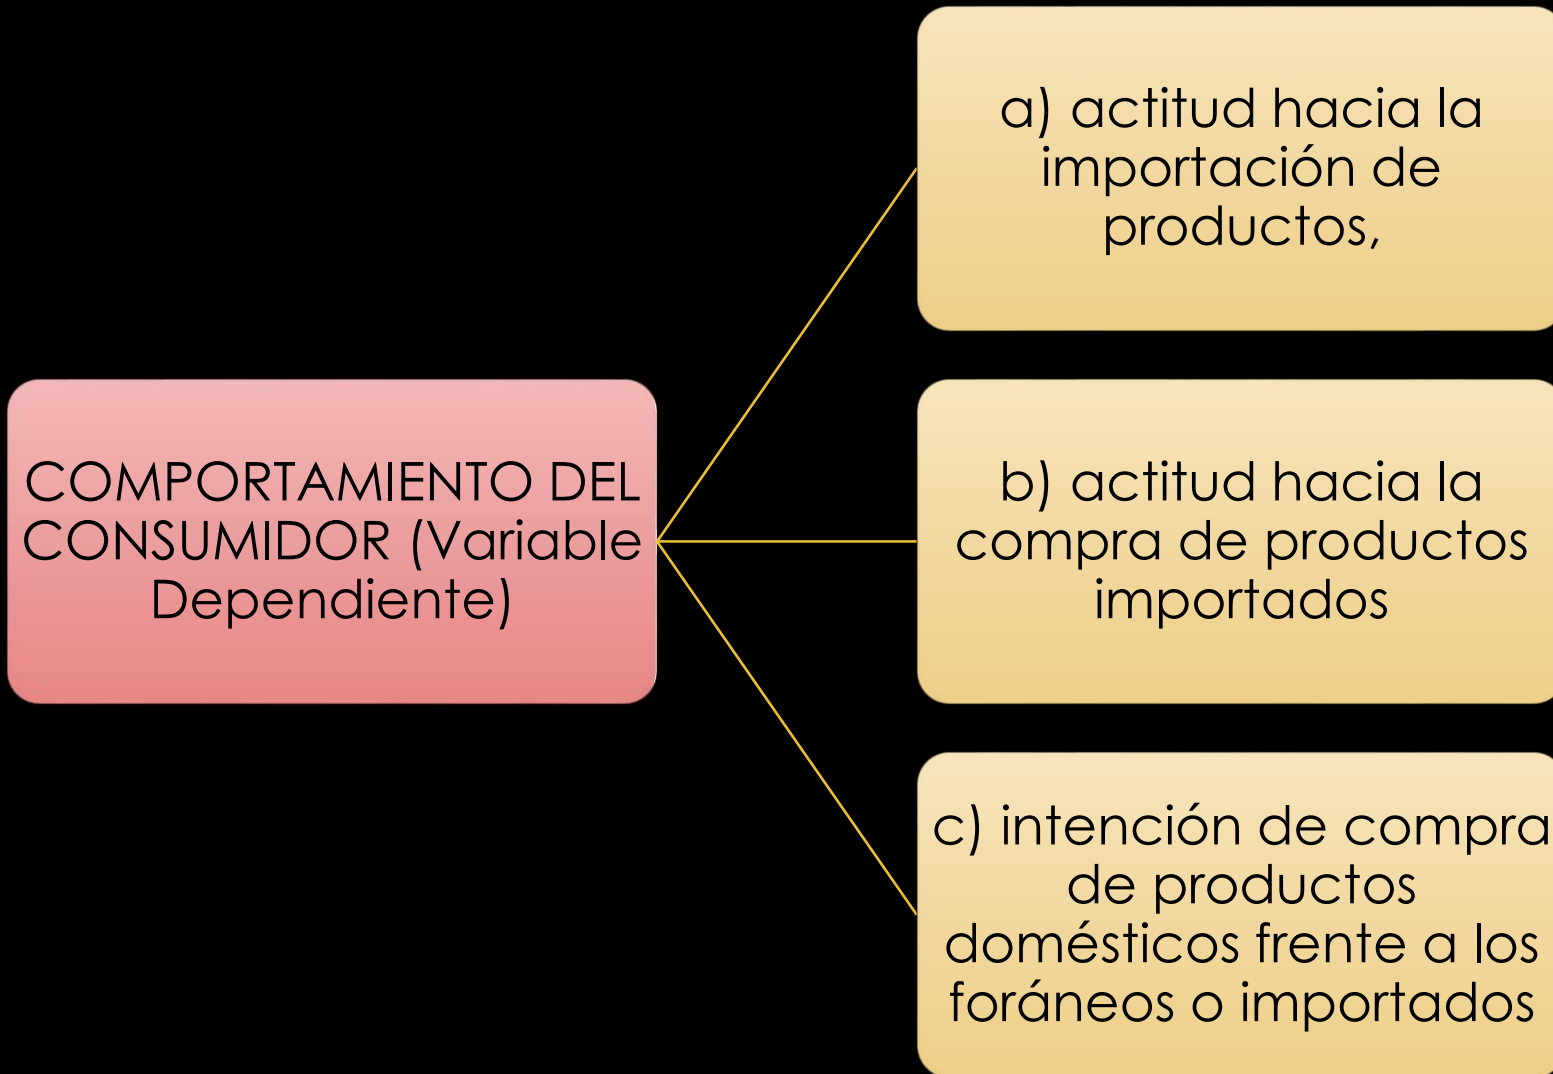 COMPORTAMIENTO DEL
CONSUMIDOR (Variable
Dependiente)
a) actitud hacia la
importación de
productos,
b) actitud hacia la
compra de productos
importados
c) intención de compra
de productos
domésticos frente a los
foráneos o importados